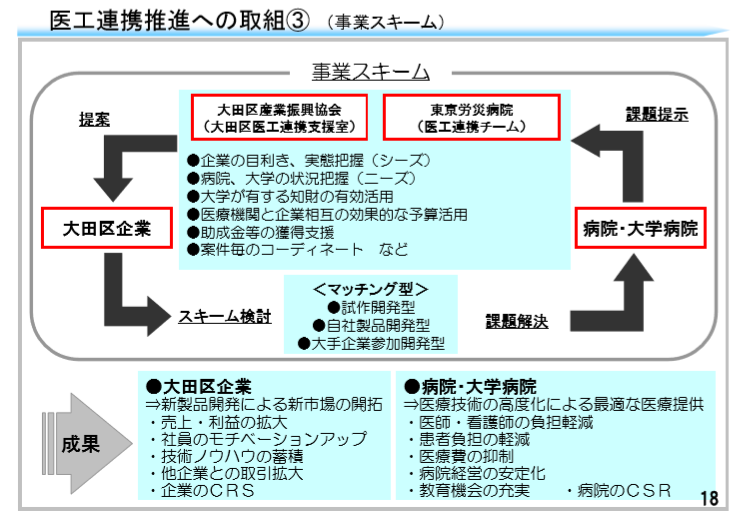 医工連携推進への取組③ （事業スキーム）
事業スキーム
提案
大田区産業振興協会
（大田区医工連携支援室）
東京労災病院
（医工連携チーム）
課題提示
●企業の目利き、実態把握（シーズ）
●病院、大学の状況把握（ニーズ）
●大学が有する知財の有効活用
●医療機関と企業相互の効果的な予算活用
●助成金等の獲得支援
●案件毎のコーディネート　など
大田区企業
病院・大学病院
スキーム検討
＜マッチング型＞
●試作開発型
●自社製品開発型
●大手企業参加開発型
課題解決
成果
●大田区企業
⇒新製品開発による新市場の開拓
・売上・利益の拡大
・社員のモチベーションアップ
・技術ノウハウの蓄積
・他企業との取引拡大
・企業のＣＲＳ
●病院・大学病院
⇒医療技術の高度化による最適な医療提供
・医師・看護師の負担軽減
・患者負担の軽減
・医療費の抑制
・病院経営の安定化
・教育機会の充実　　・病院のＣＳＲ
18